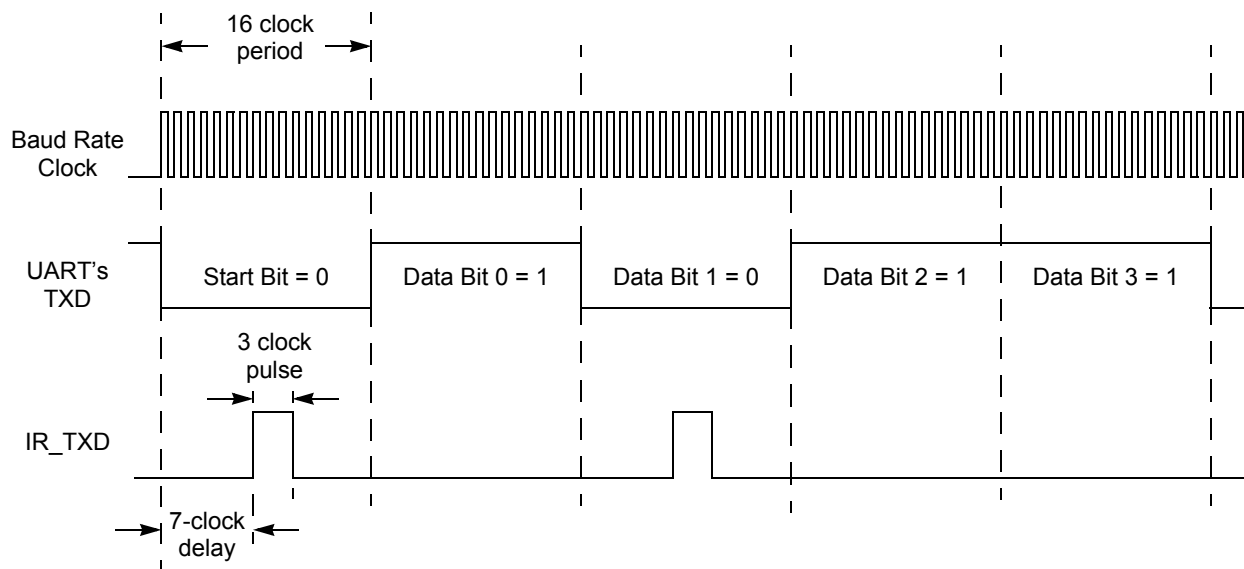 16 clock
period
Baud Rate
Clock
UART's
TXD
Start Bit = 0
Data Bit 0 = 1
Data Bit 1 = 0
Data Bit 2 = 1
Data Bit 3 = 1
3 clock
pulse
IR_TXD
7-clock
delay